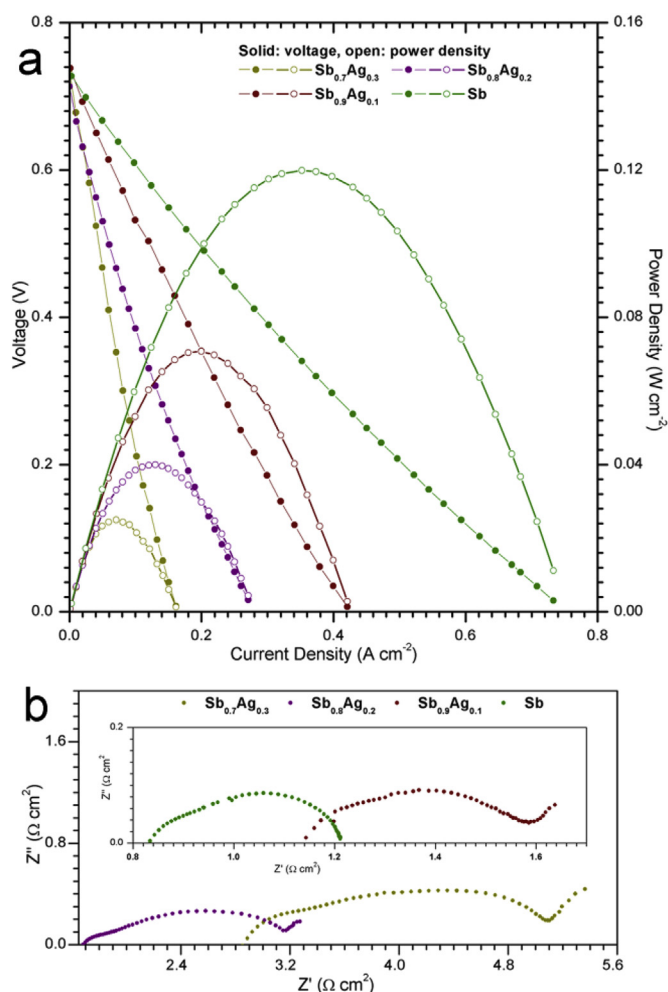 a
Solid: voltage, open: power density
Sb0.7Ag0.3 Sb0.8Ag0.2
Sb0.9Ag0.1 Sb
0.8
0.6
0.4
0.2
0.0
Voltage (V)
0.16
0.12
0.08
0.04
0.00
Power Density (W cm-2)
0.0 0.2 0.4 0.6 0.8
Current Density (A cm-2)
b
Sb0.7Ag0.3 Sb0.8Ag0.2 Sb0.9Ag0.1 Sb
1.6
0.8
0.0
Z'' (Ω cm2)
0.2
0.0
Z'' (Ω cm2)
0.8 1.0 1.2 1.4 1.6
Z' (Ω cm2)
2.4 3.2 4.0 4.8 5.6
Z' (Ω cm2)